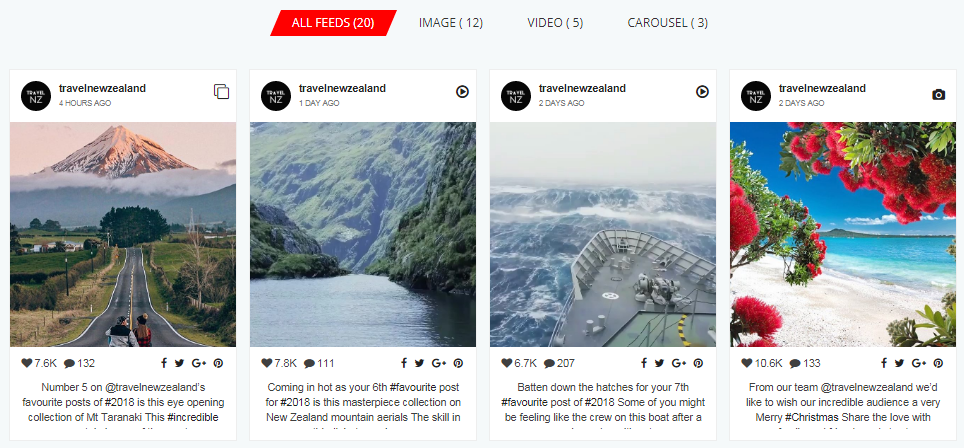 ALL FEEDS (20)
IMAGE ( 12)
VIDEO ( 5)
CAROUSEL ( 3)
TRAVEL
NZ
travelnewzealand
4 HOURS AGO
7.6K 132
Number 5 on @travelnewzealand's
favourite posts of #2018 is this eye opening
collection of Mt Taranaki This #incredible
TRAVEL
NZ
travelnewzealand
1 DAY AGO
7.8K 111
Coming in hot as your 6th #favourite post
for #2018 is this masterpiece collection on
New Zealand mountain aerials The skill in
TRAVEL
NZ
travelnewzealand
2 DAYS AGO
6.7K 207
Batten down the hatches for your 7th
#favourite post of #2018 Some of you might
be feeling like the crew on this boat after a
TRAVEL
NZ
travelnewzealand
2 DAYS AGO
10.6K 133
From our team @travelnewzealand we'd
like to wish our incredible audience a very
Merry #Christmas Share the love with